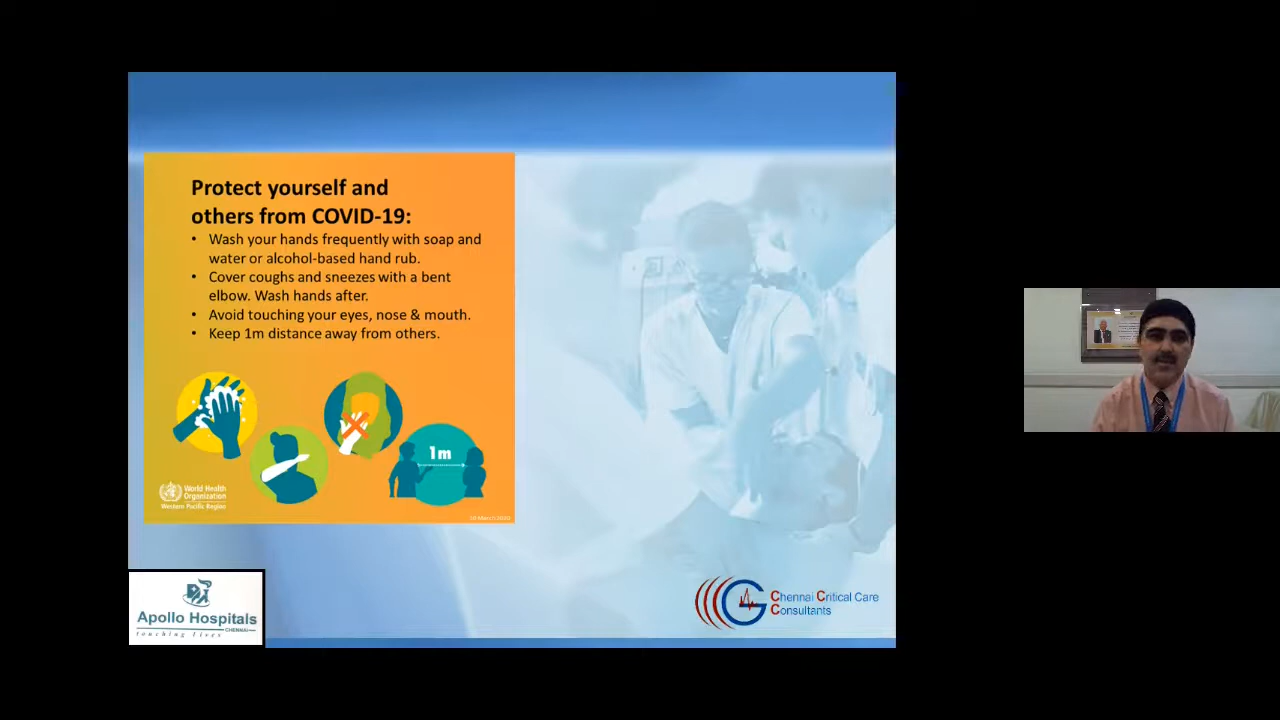 Protect yourself and
others from COVID-19:
• Wash your hands frequently with soap and
water or alcohol-based hand rub.
• Cover coughs and sneezes with a bent
elbow. Wash hands after.
• Avoid touching your eyes, nose & mouth.
• Keep 1m distance away from others.
1m
World Health
Organization
Western Pacific Region
Apollo Hospitals
CHENNAI
touching lives
Chennai Critical Care
Consultants